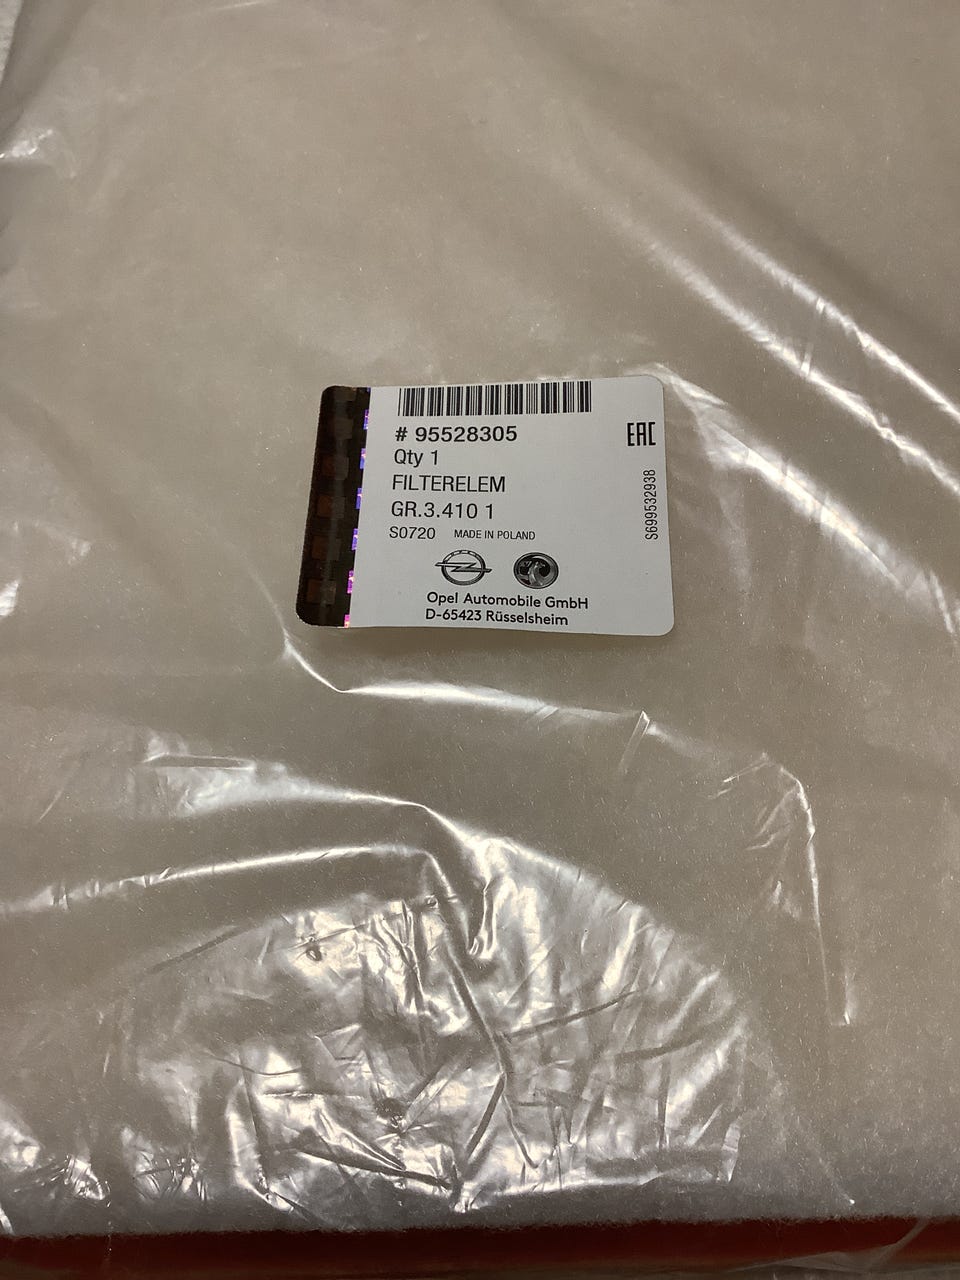 # 95528305
EAC
Qty 1
FILTERELEM
GR.3.410 1
S0720 MADE IN POLAND
S699532938
Opel Automobile GmbH
D-65423 Rüsselsheim